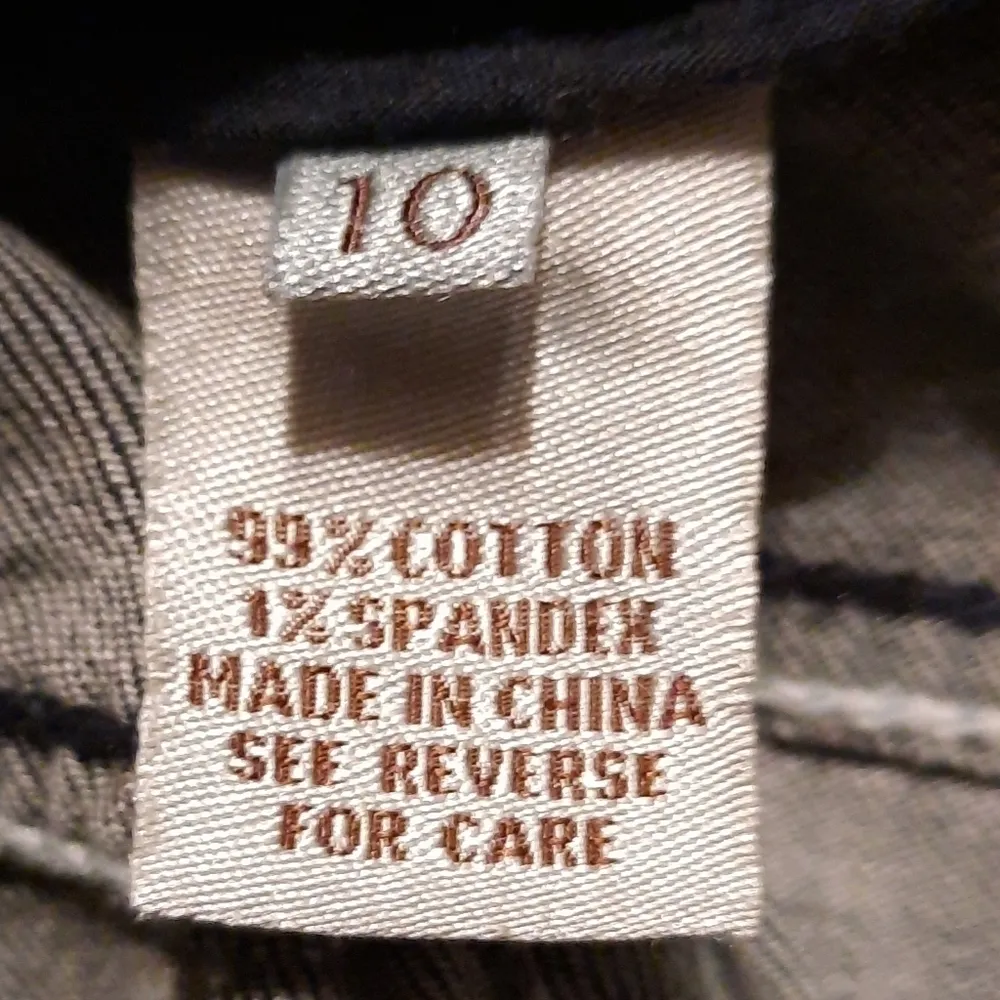 10
99% COTTON
1% SPANDEX
MADE IN CHINA
SEE REVERSE
FOR CARE